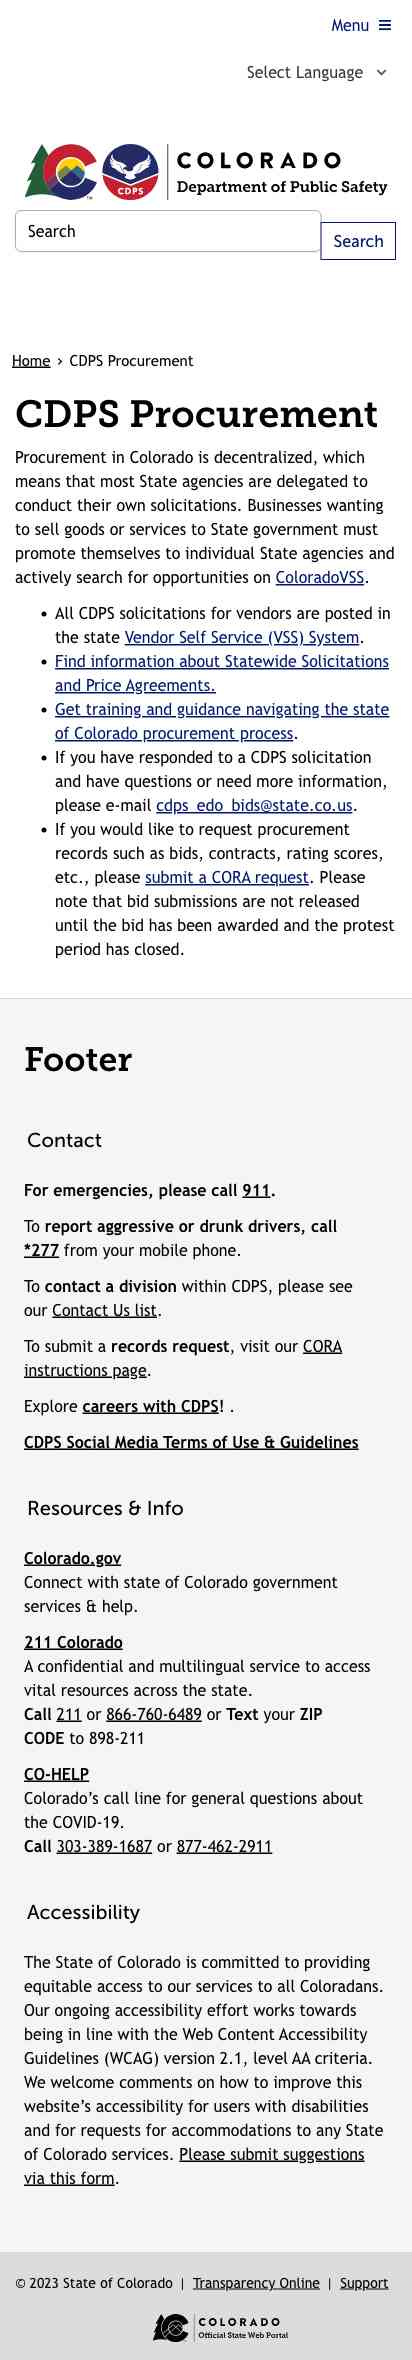 Menu
Select Language
CDPS
TM
COLORADO
Department of Public Safety
Search
Search
Home › CDPS Procurement
CDPS Procurement
Procurement in Colorado is decentralized, which
means that most State agencies are delegated to
conduct their own solicitations. Businesses wanting
to sell goods or services to State government must
promote themselves to individual State agencies and
actively search for opportunities on ColoradoVSS.
• All CDPS solicitations for vendors are posted in
the state Vendor Self Service (VSS) System.
• Find information about Statewide Solicitations
and Price Agreements.
• Get training and guidance navigating the state
of Colorado procurement process.
• If you have responded to a CDPS solicitation
and have questions or need more information,
please e-mail cdps_edo_bids@state.co.us.
• If you would like to request procurement
records such as bids, contracts, rating scores,
etc., please submit a CORA request. Please
note that bid submissions are not released
until the bid has been awarded and the protest
period has closed.
Footer
Contact
For emergencies, please call 911.
To report aggressive or drunk drivers, call
*277 from your mobile phone.
To contact a division within CDPS, please see
our Contact Us list.
To submit a records request, visit our CORA
instructions page.
Explore careers with CDPS! .
CDPS Social Media Terms of Use & Guidelines
Resources & Info
Colorado.gov
Connect with state of Colorado government
services & help.
211 Colorado
A confidential and multilingual service to access
vital resources across the state.
Call 211 or 866-760-6489 or Text your ZIP
CODE to 898-211
CO-HELP
Colorado’s call line for general questions about
the COVID-19.
Call 303-389-1687 or 877-462-2911
Accessibility
The State of Colorado is committed to providing
equitable access to our services to all Coloradans.
Our ongoing accessibility effort works towards
being in line with the Web Content Accessibility
Guidelines (WCAG) version 2.1, level AA criteria.
We welcome comments on how to improve this
website’s accessibility for users with disabilities
and for requests for accommodations to any State
of Colorado services. Please submit suggestions
via this form.
© 2023 State of Colorado | Transparency Online | Support
COLORADO
Official State Web Portal